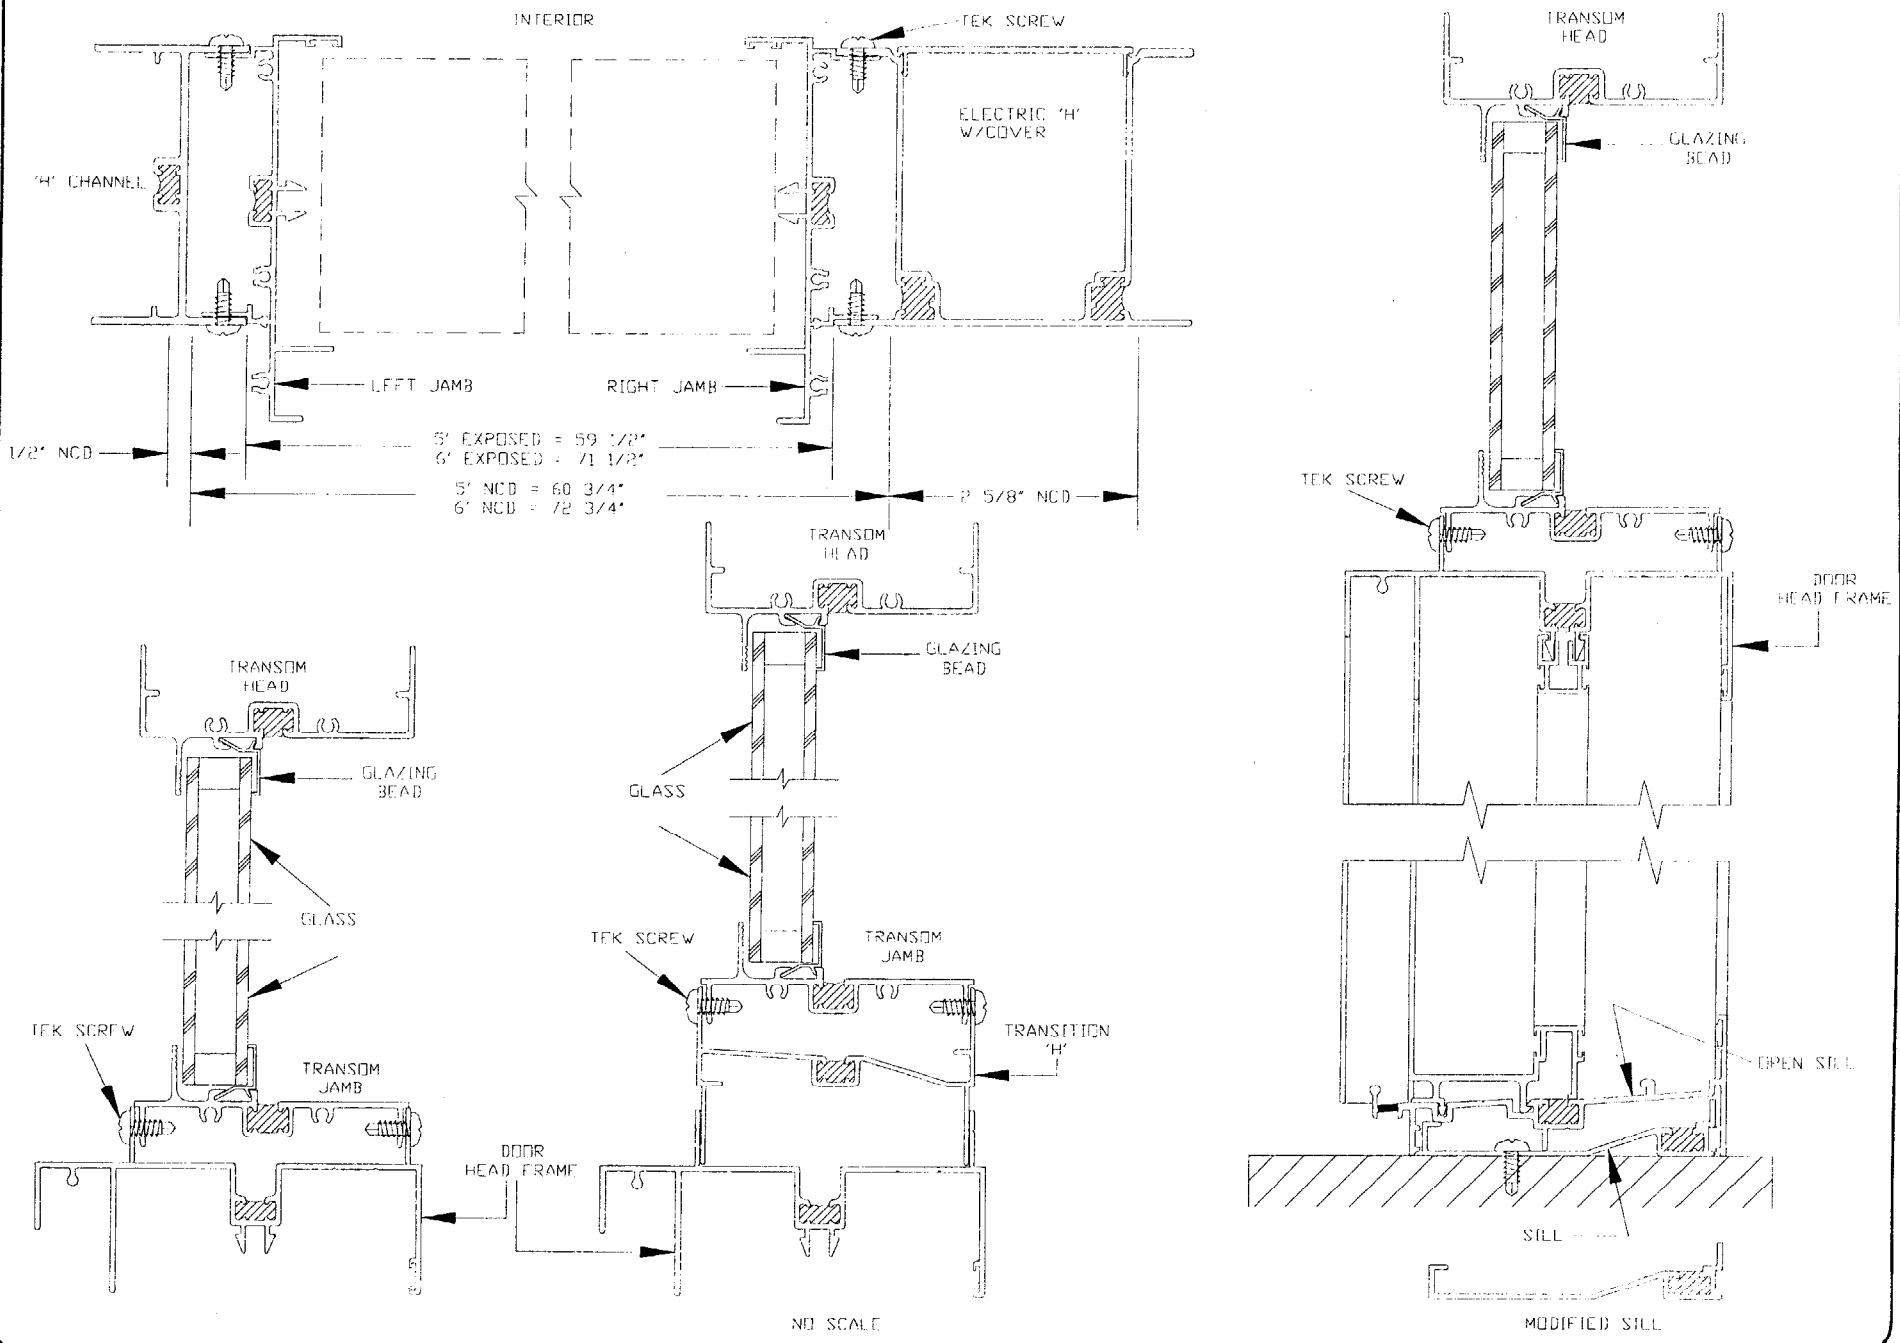 INTERIOR
TEK SCREW
TRANSOM
HEAD
ELECTRIC 'H'
W/COVER
GLAZING
BEAD
'H' CHANNEL
LEFT JAMB
RIGHT JAMB
5' EXPOSED = 59 1/2"
6' EXPOSED = 71 1/2"
1/2" NCD
5' NCD = 60 3/4"
6' NCD = 72 3/4"
2 5/8" NCD
TEK SCREW
TRANSOM
HEAD
DOOR
HEAD FRAME
GLAZING
BEAD
TRANSOM
HEAD
GLAZING
BEAD
GLASS
GLASS
TEK SCREW
TRANSOM
JAMB
TEK SCREW
TRANSITION
'H'
TRANSOM
JAMB
OPEN SILL
DOOR
HEAD FRAME
SILL
NO SCALE
MODIFIED SILL